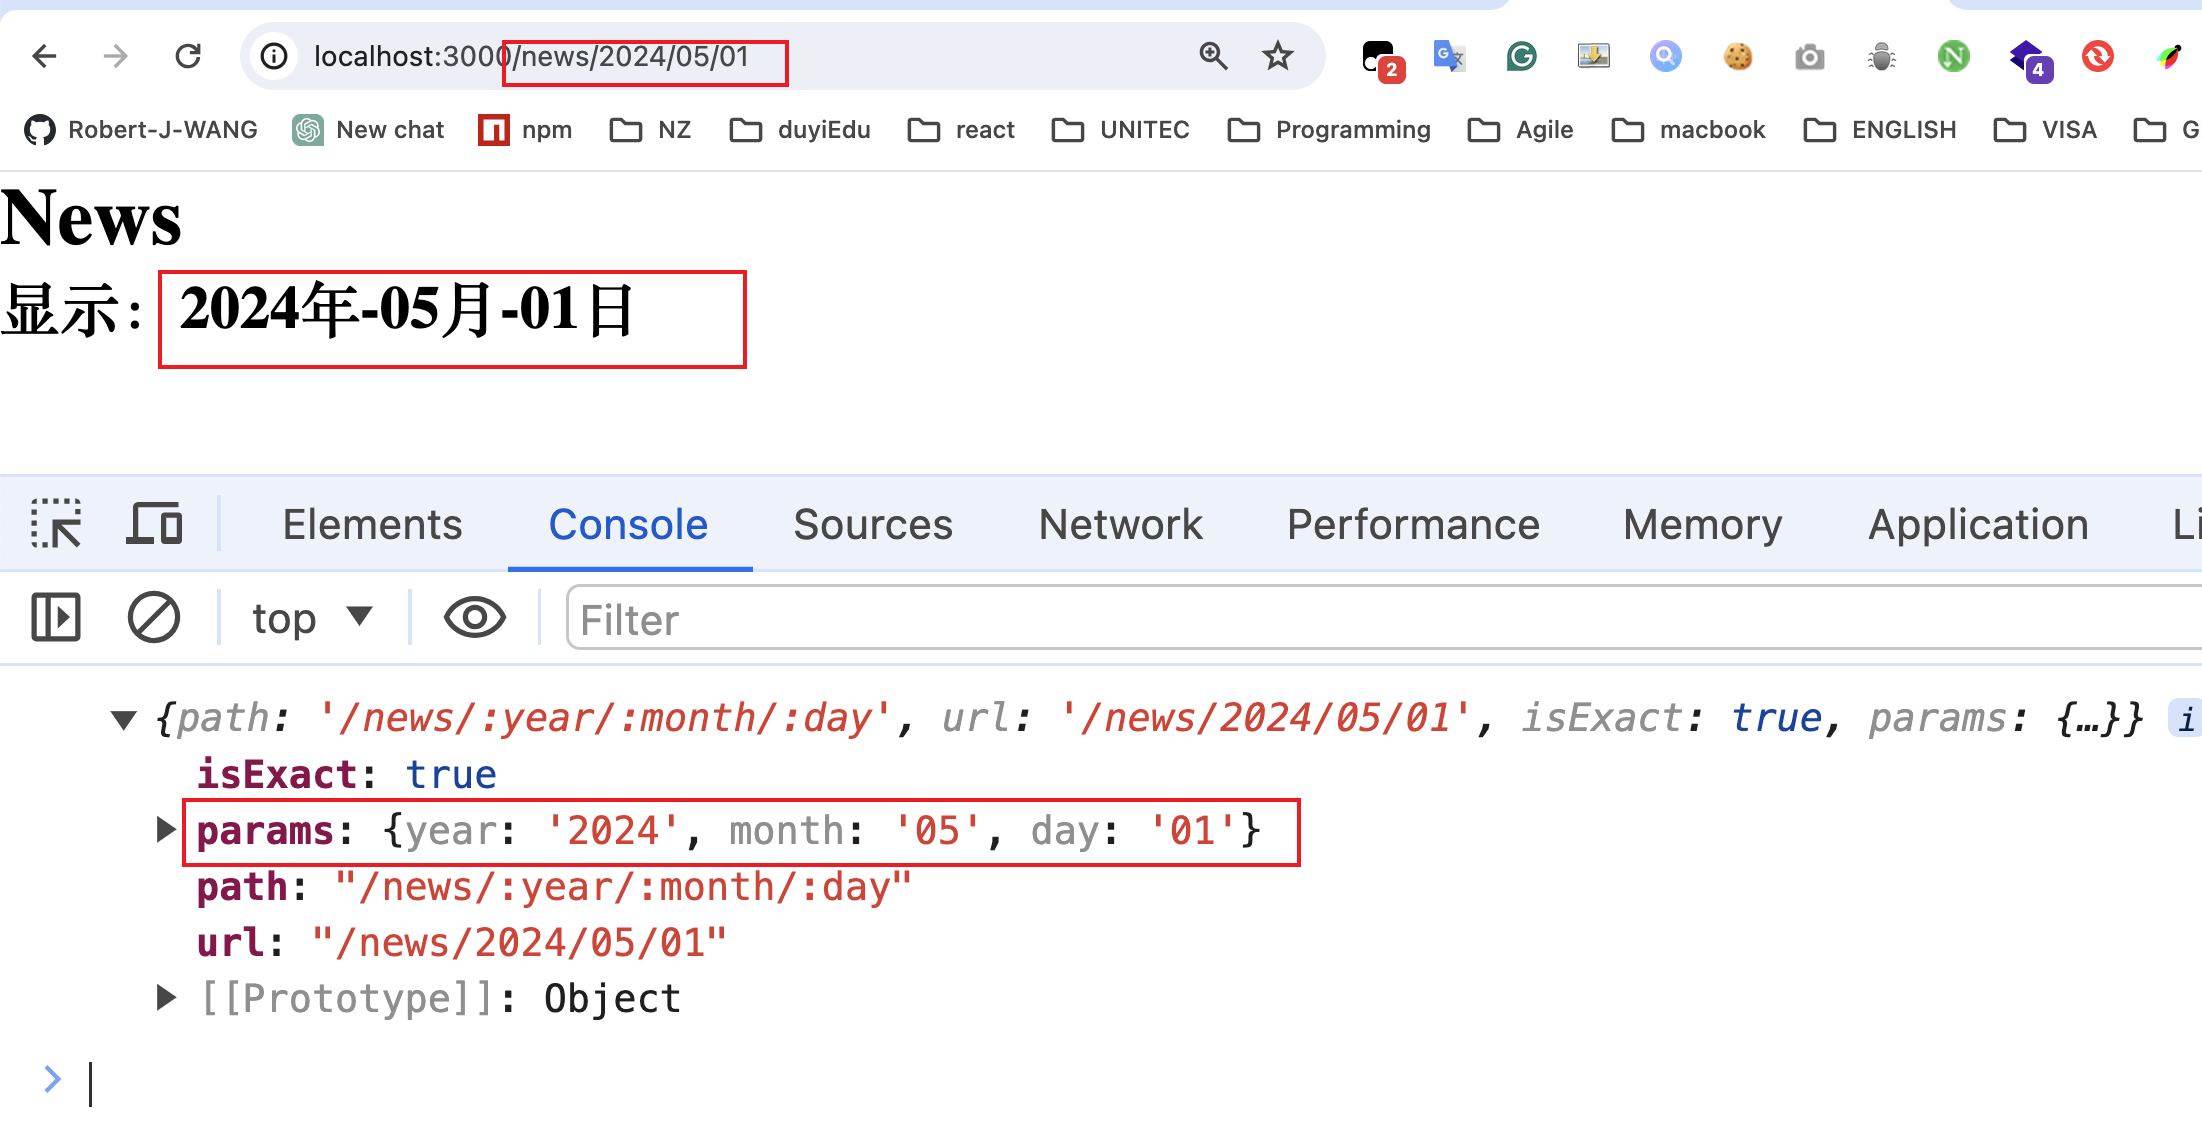 localhost:3000/news/2024/05/01
2
4
Robert-J-WANG New chat npm NZ duyiEdu react UNITEC Programming Agile macbook ENGLISH VISA G
News
显示：2024年-05月-01日
Elements Console Sources Network Performance Memory Application Li
top Filter
{path: '/news/:year/:month/:day', url: '/news/2024/05/01', isExact: true, params: {…}} i
isExact: true
params: {year: '2024', month: '05', day: '01'}
path: "/news/:year/:month/:day"
url: "/news/2024/05/01"
[[Prototype]]: Object